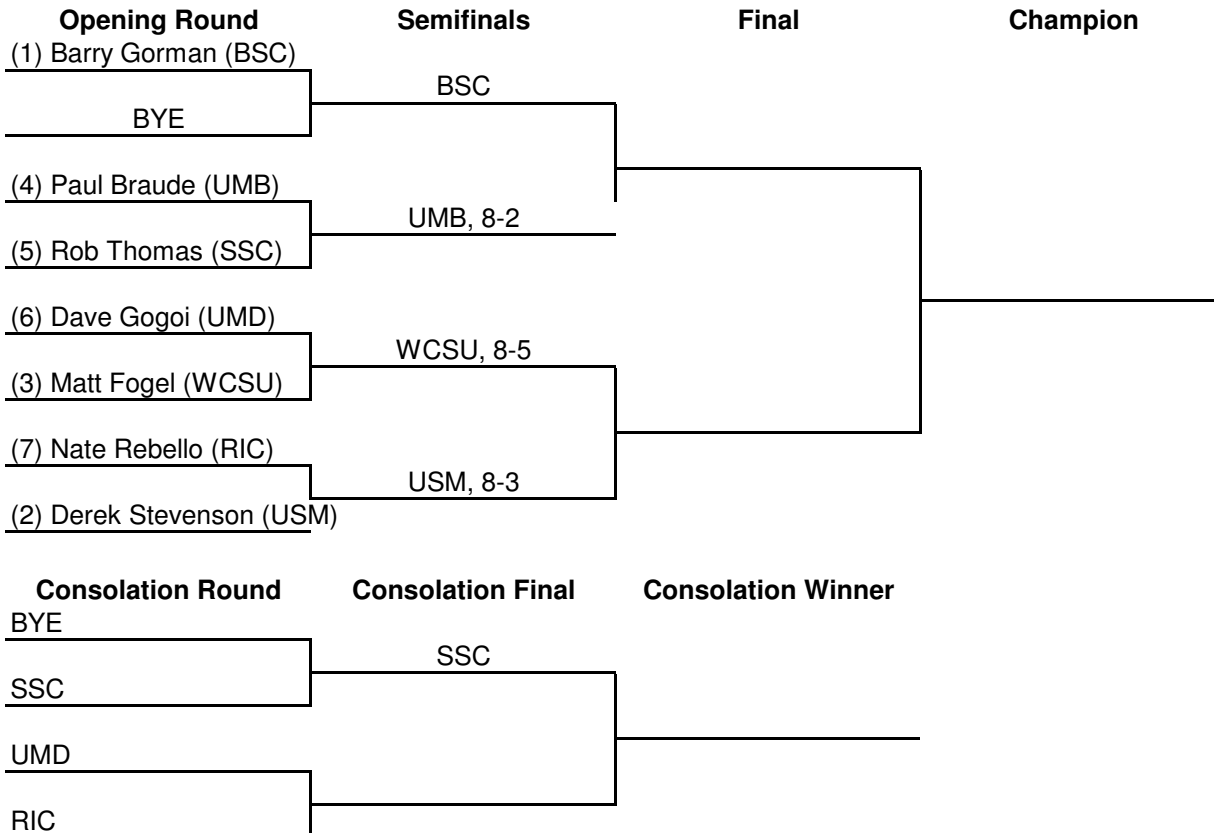 Opening Round Semifinals Final Champion
(1) Barry Gorman (BSC)
BSC
BYE
(4) Paul Braude (UMB)
UMB, 8-2
(5) Rob Thomas (SSC)
(6) Dave Gogoi (UMD)
WCSU, 8-5
(3) Matt Fogel (WCSU)
(7) Nate Rebello (RIC)
USM, 8-3
(2) Derek Stevenson (USM)
Consolation Round Consolation Final Consolation Winner
BYE
SSC
SSC
UMD
RIC